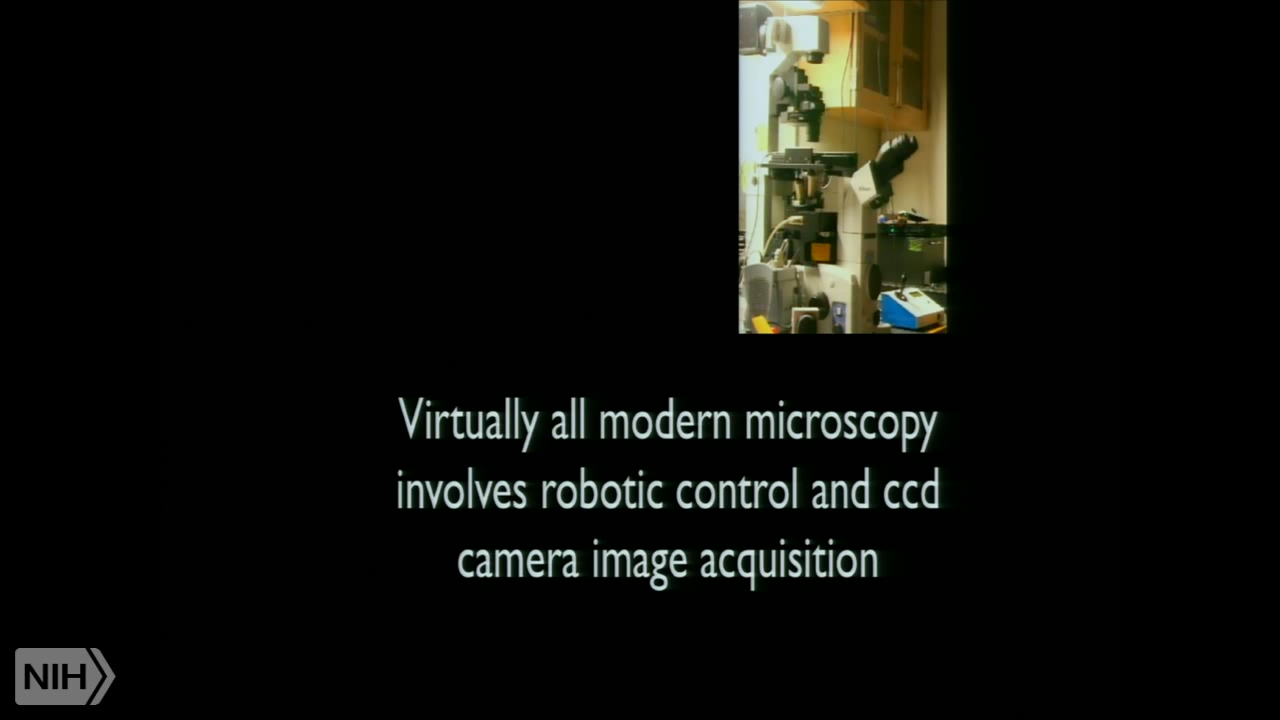 Virtually all modern microscopy
involves robotic control and ccd
camera image acquisition
NIH